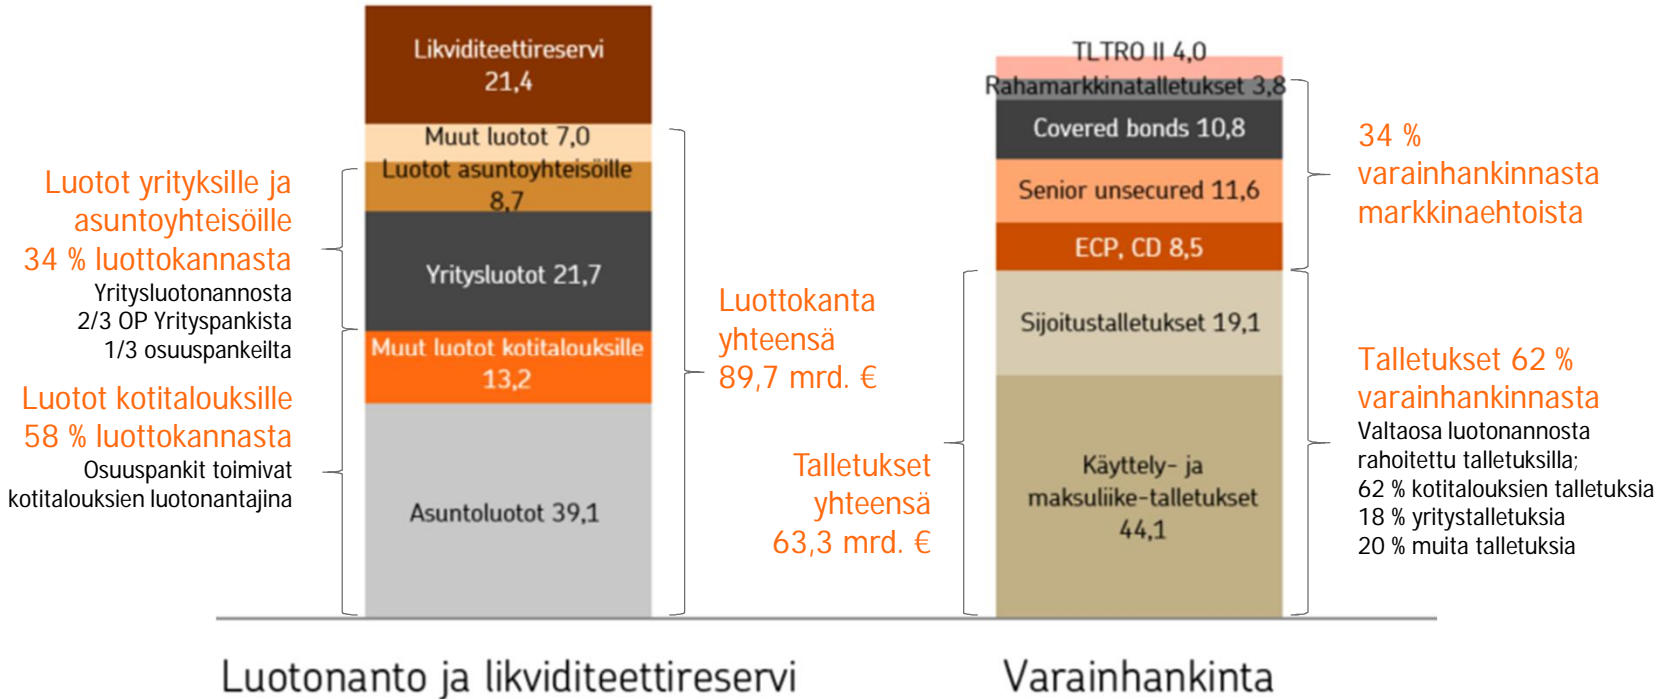 Likviditeettireservi
21,4
Muut luotot 7,0
Luotot asuntoyhteisöille
8,7
Yritysluotot 21,7
Muut luotot kotitalouksille
13,2
Asuntoluotot 39,1
Luotot yrityksille ja
asuntoyhteisöille
34 % luottokannasta
Yritysluotonannosta
2/3 OP Yrityspankista
1/3 osuuspankeilta
Luotot kotitalouksille
58 % luottokannasta
Osuuspankit toimivat
kotitalouksien luotonantajina
Luottokanta
yhteensä
89,7 mrd. €
Talletukset
yhteensä
63,3 mrd. €
TLTRO II 4,0
Rahamarkkinatalletukset 3,8
Covered bonds 10,8
Senior unsecured 11,6
ECP, CD 8,5
Sijoitustalletukset 19,1
Käyttely- ja
maksuliike-talletukset
44,1
34 %
varainhankinnasta
markkinaehtoista
Talletukset 62 %
varainhankinnasta
Valtaosa luotonannosta
rahoitettu talletuksilla;
62 % kotitalouksien talletuksia
18 % yritystalletuksia
20 % muita talletuksia
Luotonanto ja likviditeettireservi
Varainhankinta